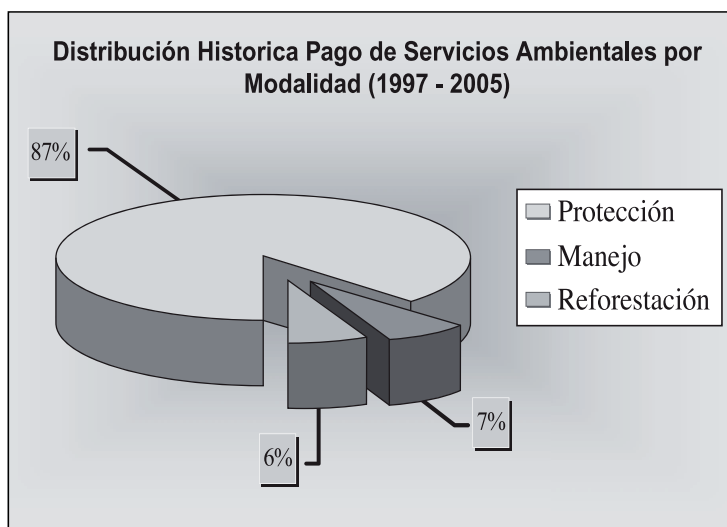 Distribución Historica Pago de Servicios Ambientales por
Modalidad (1997 - 2005)
87%
Protección
Manejo
Reforestación
7%
6%